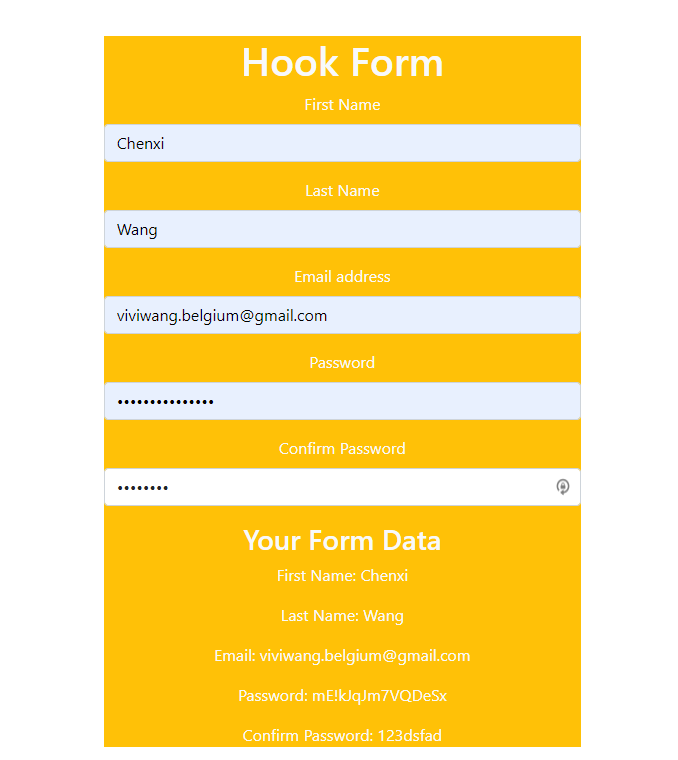 Hook Form
First Name
Chenxi
Last Name
Wang
Email address
viviwang.belgium@gmail.com
Password
•••••••••••••••
Confirm Password
••••••••
Your Form Data
First Name: Chenxi
Last Name: Wang
Email: viviwang.belgium@gmail.com
Password: mE!kJqJm7VQDeSx
Confirm Password: 123dsfad